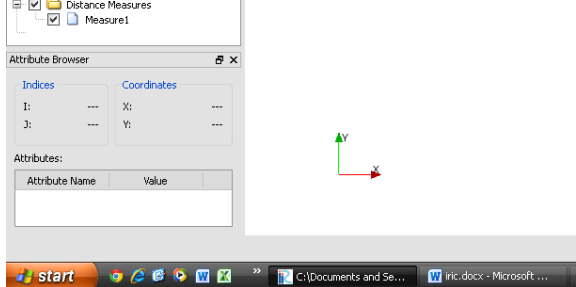 Distance Measures
Measure1
Attribute Browser
Indices
Coordinates
I: ---
X: ---
J: ---
Y: ---
Attributes:
Attribute Name
Value
Y
X
start
»
C:\Documents and Se...
iric.docx - Microsoft ...